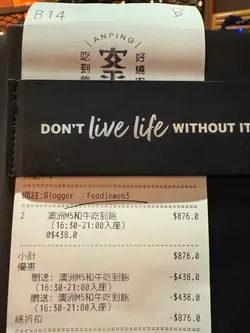 B14
B
ANPING
吃到飽
好燒肉
DON'T live life WITHOUT IT
備註:Blogger :Foodieweb3
2 澳洲M5和牛吃到飽 $876.0
(16:30-21:00入座)
@$438.0
小計 $876.0
優惠
贈送: 澳洲M5和牛吃到飽 -$438.0
(16:30-21:00入座)
贈送: 澳洲M5和牛吃到飽 -$438.0
(16:30-21:00入座)
總折扣 -$876.0